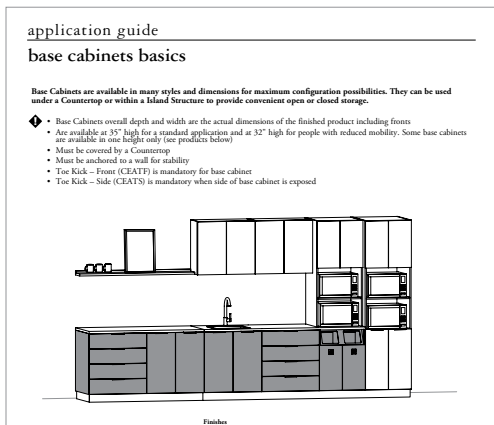 application guide
base cabinets basics
Base Cabinets are available in many styles and dimensions for maximum configuration possibilities. They can be used
under a Countertop or within a Island Structure to provide convenient open or closed storage.
• Base Cabinets overall depth and width are the actual dimensions of the finished product including fronts
• Are available at 35" high for a standard application and at 32" high for people with reduced mobility. Some base cabinets
are available in one height only (see products below)
• Must be covered by a Countertop
• Must be anchored to a wall for stability
• Toe Kick – Front (CEATF) is mandatory for base cabinet
• Toe Kick – Side (CEATS) is mandatory when side of base cabinet is exposed
Finishes